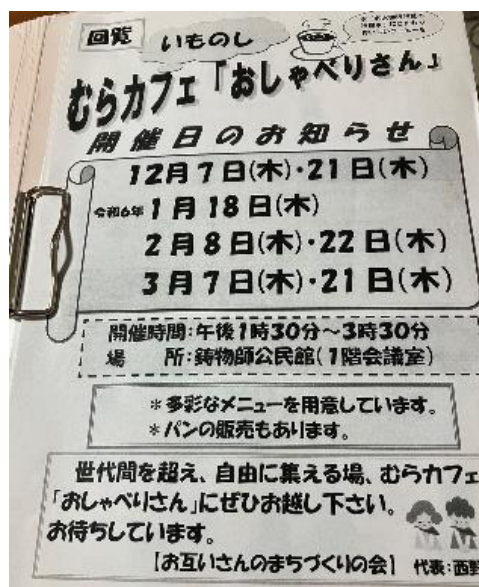 回覧
いものし
むらカフェ「おしゃべりさん」
開催日のお知らせ
12月7日(木)・21日(木)
令和6年 1月18日(木)
2月8日(木)・22日(木)
3月7日(木)・21日(木)
開催時間:午後1時30分～3時30分
場　所:鋳物師公民館(1階会議室)
＊多彩なメニューを用意しています。
＊パンの販売もあります。
世代間を超え、自由に集える場、むらカフェ
「おしゃべりさん」にぜひお越し下さい。
お待ちしています。
【お互いさんのまちづくりの会】 代表:西野